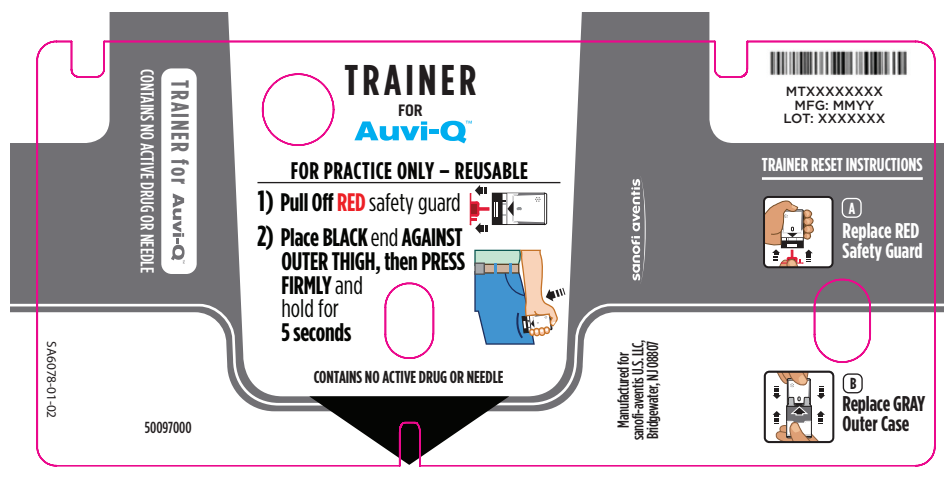 TRAINER for Auvi-Q™
CONTAINS NO ACTIVE DRUG OR NEEDLE
SA6078-01-02
50097000
TRAINER
FOR
Auvi-Q™
FOR PRACTICE ONLY – REUSABLE
1) Pull Off RED safety guard
2) Place BLACK end AGAINST
OUTER THIGH, then PRESS
FIRMLY and
hold for
5 seconds
CONTAINS NO ACTIVE DRUG OR NEEDLE
sanofi aventis
Manufactured for
sanofi-aventis U.S. LLC,
Bridgewater, NJ 08807
MTXXXXXXXX
MFG: MMYY
LOT: XXXXXXX
TRAINER RESET INSTRUCTIONS
A
Replace RED
Safety Guard
B
Replace GRAY
Outer Case